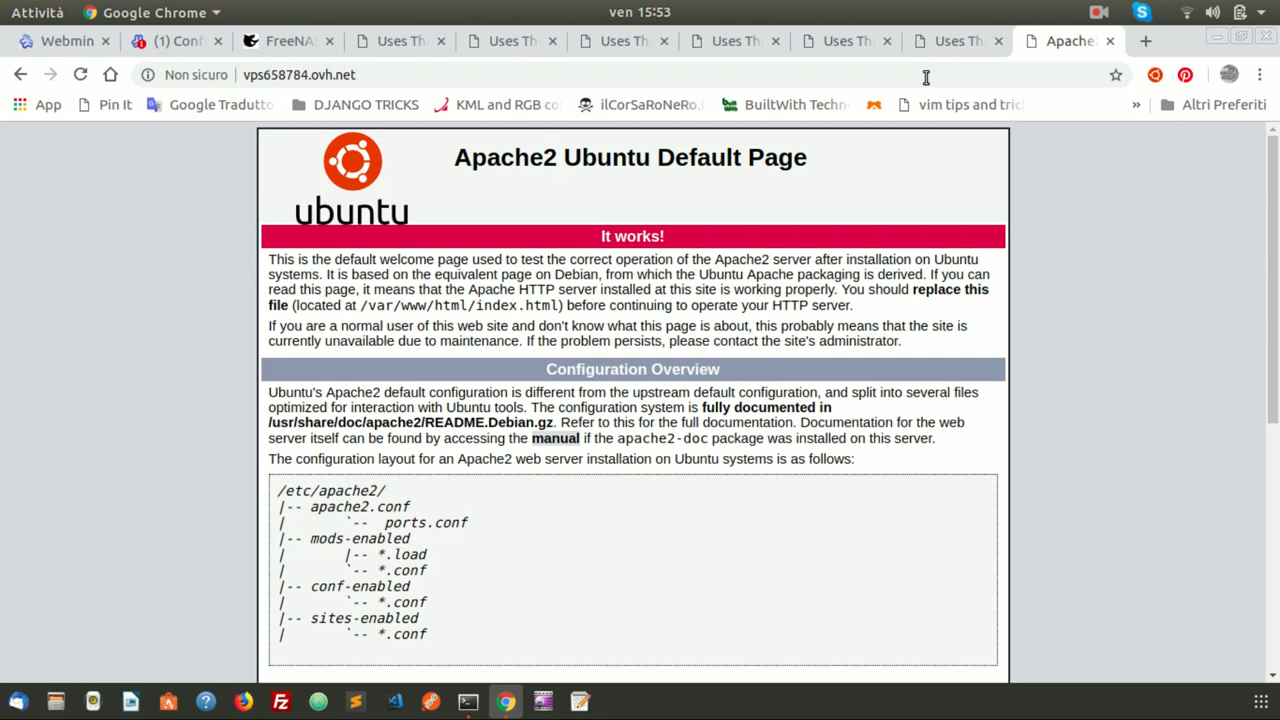 Attività Google Chrome ven 15:53
Webmin (1) Conf FreeNA Uses Thi Uses Thi Uses Thi Uses Thi Uses Thi Uses Thi Apache2
Non sicuro vps658784.ovh.net
App Pin It Google Tradutto DJANGO TRICKS KML and RGB co ilCorSaRoNeRo.i BuiltWith Techn vim tips and tric » Altri Preferiti
ubuntu
Apache2 Ubuntu Default Page
It works!
This is the default welcome page used to test the correct operation of the Apache2 server after installation on Ubuntu
systems. It is based on the equivalent page on Debian, from which the Ubuntu Apache packaging is derived. If you can
read this page, it means that the Apache HTTP server installed at this site is working properly. You should replace this
file (located at /var/www/html/index.html) before continuing to operate your HTTP server.
If you are a normal user of this web site and don't know what this page is about, this probably means that the site is
currently unavailable due to maintenance. If the problem persists, please contact the site's administrator.
Configuration Overview
Ubuntu's Apache2 default configuration is different from the upstream default configuration, and split into several files
optimized for interaction with Ubuntu tools. The configuration system is fully documented in
/usr/share/doc/apache2/README.Debian.gz. Refer to this for the full documentation. Documentation for the web
server itself can be found by accessing the manual if the apache2-doc package was installed on this server.
The configuration layout for an Apache2 web server installation on Ubuntu systems is as follows:
/etc/apache2/
|-- apache2.conf
|       `--  ports.conf
|-- mods-enabled
|       |-- *.load
|       `-- *.conf
|-- conf-enabled
|       `-- *.conf
|-- sites-enabled
|       `-- *.conf